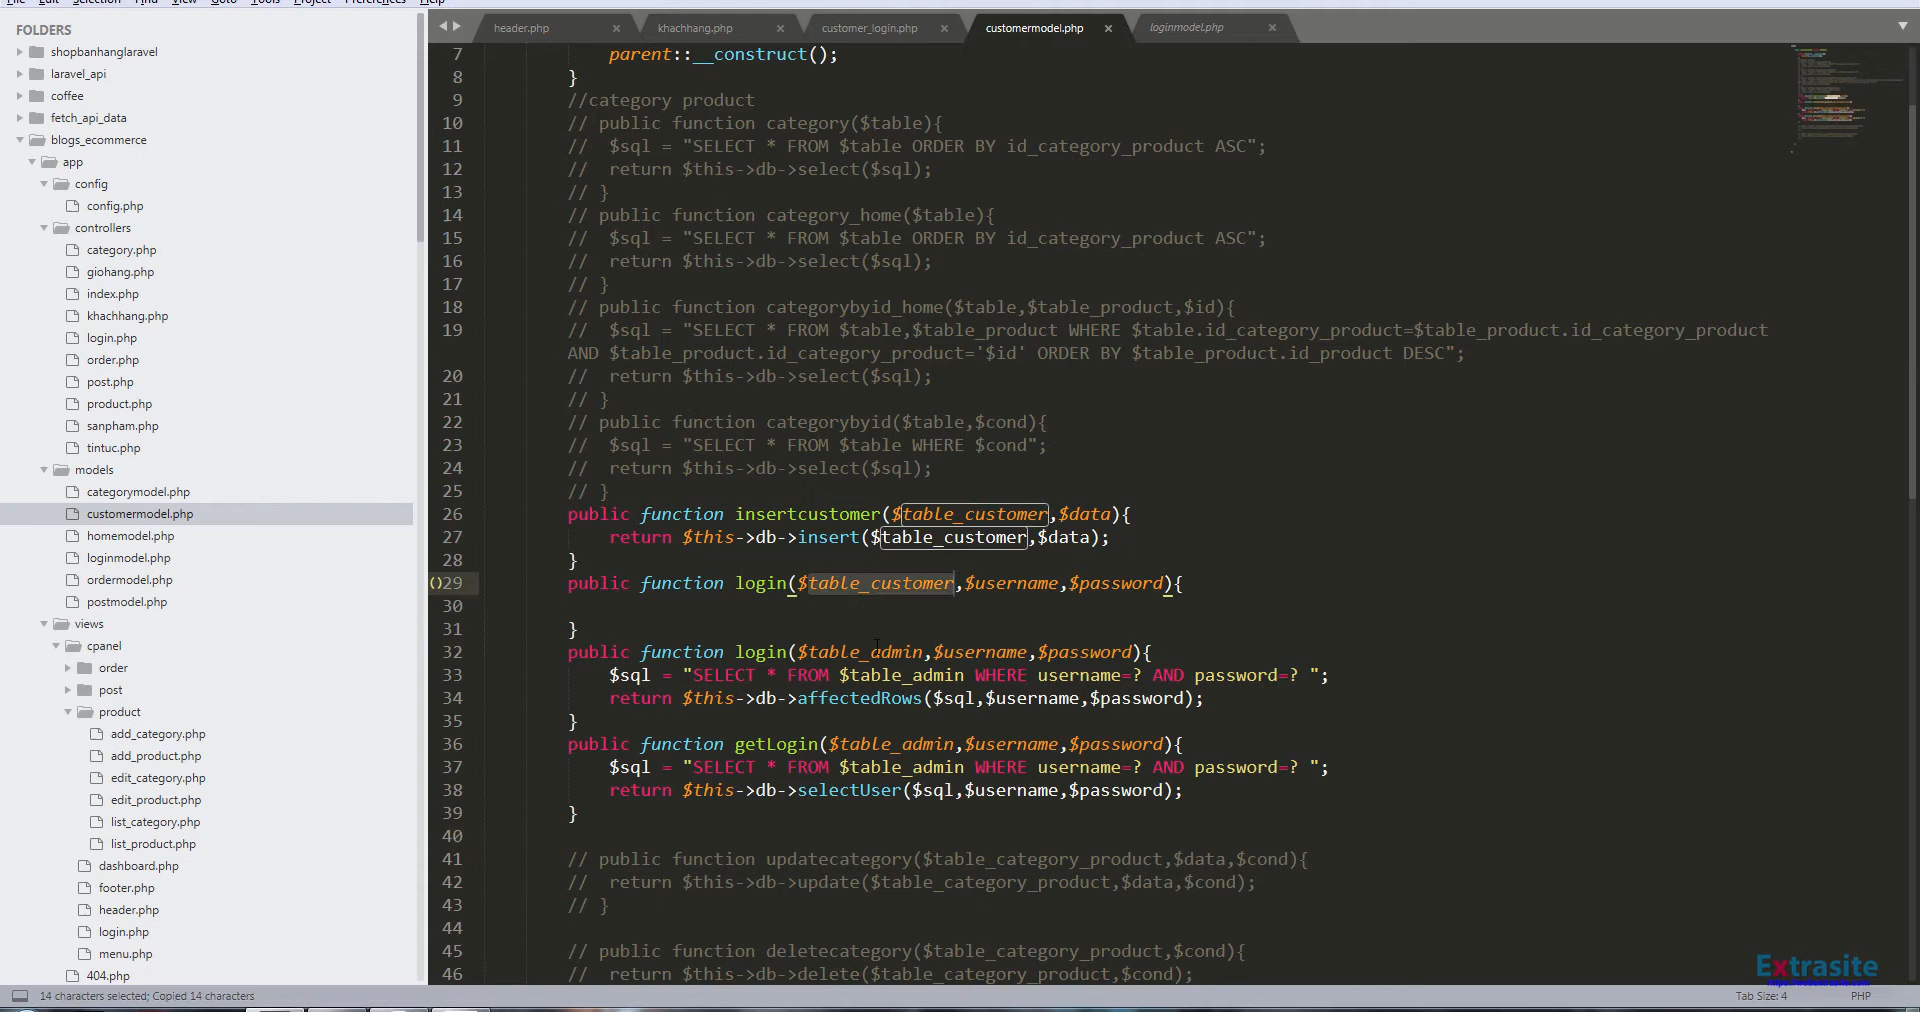 File Edit Find View Goto Tools Project Preferences Help
FOLDERS
shopbanhanglaravel
laravel_api
coffee
fetch_api_data
blogs_ecommerce
app
config
config.php
controllers
category.php
giohang.php
index.php
khachhang.php
login.php
order.php
post.php
product.php
sanpham.php
tintuc.php
models
categorymodel.php
customermodel.php
homemodel.php
loginmodel.php
ordermodel.php
postmodel.php
views
cpanel
order
post
product
add_category.php
add_product.php
edit_category.php
edit_product.php
list_category.php
list_product.php
dashboard.php
footer.php
header.php
login.php
menu.php
404.php
header.php khachhang.php customer_login.php customermodel.php loginmodel.php
7 parent::__construct();
8 }
9 //category product
10 // public function category($table){
11 // $sql = "SELECT * FROM $table ORDER BY id_category_product ASC";
12 // return $this->db->select($sql);
13 // }
14 // public function category_home($table){
15 // $sql = "SELECT * FROM $table ORDER BY id_category_product ASC";
16 // return $this->db->select($sql);
17 // }
18 // public function categorybyid_home($table,$table_product,$id){
19 // $sql = "SELECT * FROM $table,$table_product WHERE $table.id_category_product=$table_product.id_category_product
AND $table_product.id_category_product='$id' ORDER BY $table_product.id_product DESC";
20 // return $this->db->select($sql);
21 // }
22 // public function categorybyid($table,$cond){
23 // $sql = "SELECT * FROM $table WHERE $cond";
24 // return $this->db->select($sql);
25 // }
26 public function insertcustomer($table_customer,$data){
27 return $this->db->insert($table_customer,$data);
28 }
()29 public function login($table_customer,$username,$password){
30
31 }
32 public function login($table_admin,$username,$password){
33 $sql = "SELECT * FROM $table_admin WHERE username=? AND password=? ";
34 return $this->db->affectedRows($sql,$username,$password);
35 }
36 public function getLogin($table_admin,$username,$password){
37 $sql = "SELECT * FROM $table_admin WHERE username=? AND password=? ";
38 return $this->db->selectUser($sql,$username,$password);
39 }
40
41 // public function updatecategory($table_category_product,$data,$cond){
42 // return $this->db->update($table_category_product,$data,$cond);
43 // }
44
45 // public function deletecategory($table_category_product,$cond){
46 // return $this->db->delete($table_category_product,$cond);
Extrasite
14 characters selected; Copied 14 characters
Tab Size: 4 PHP